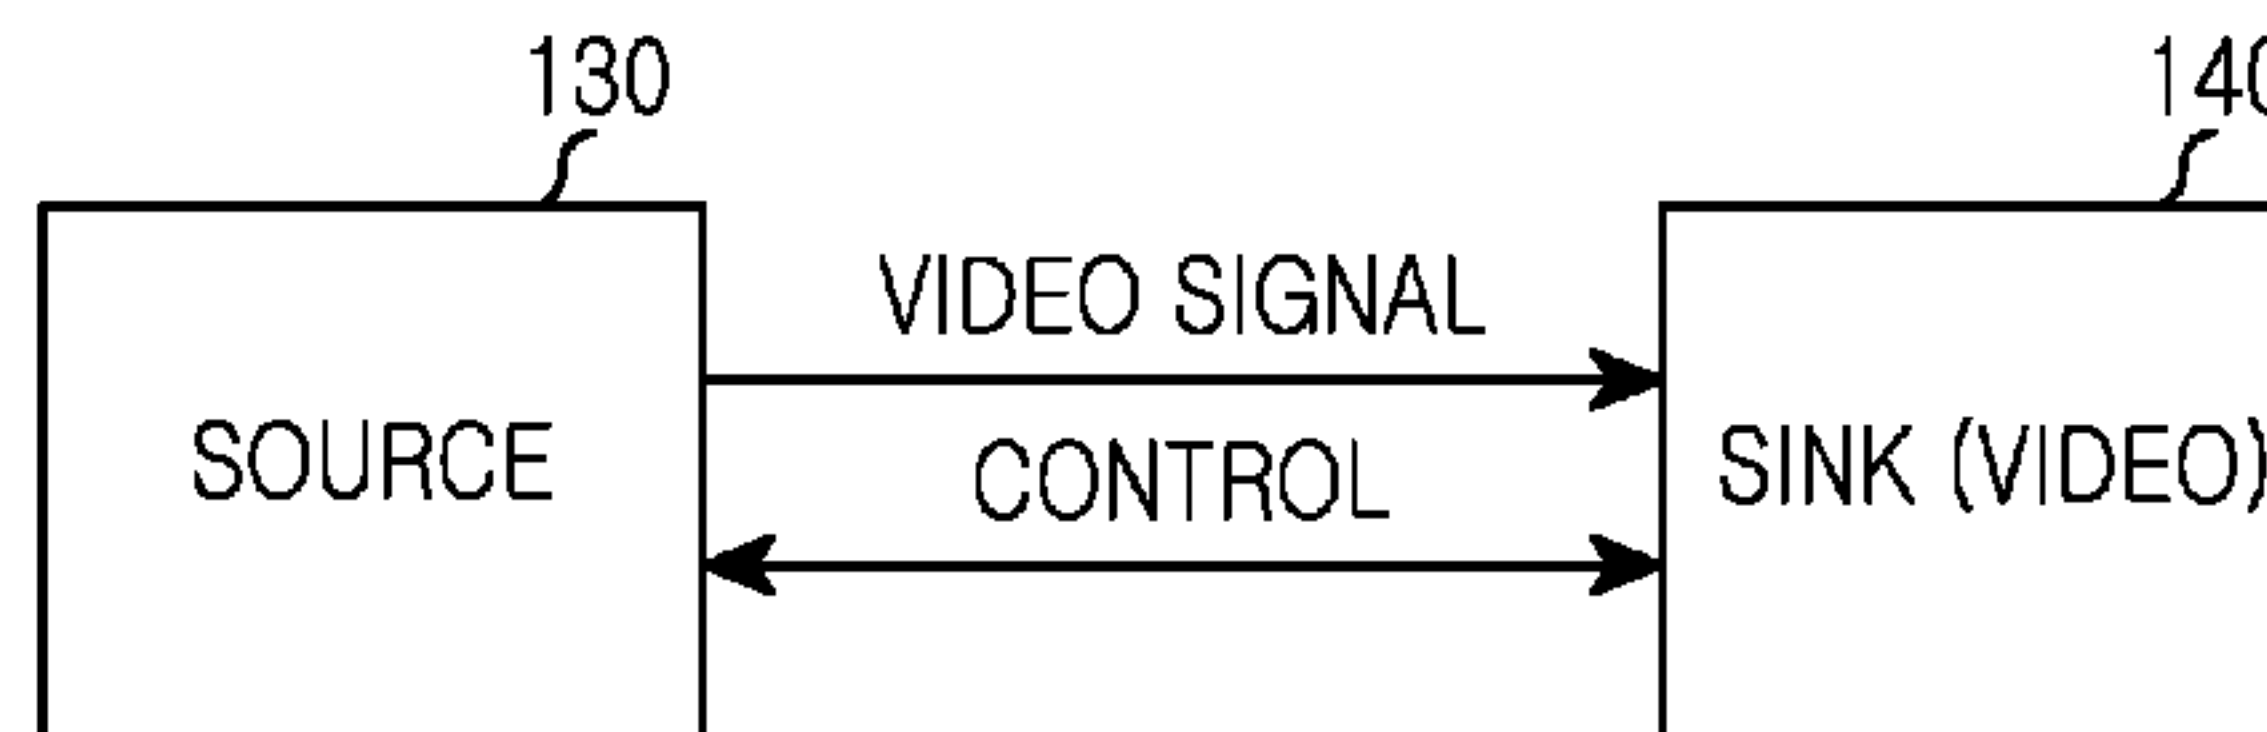 130
140
VIDEO SIGNAL
SOURCE
CONTROL
SINK (VIDEO)